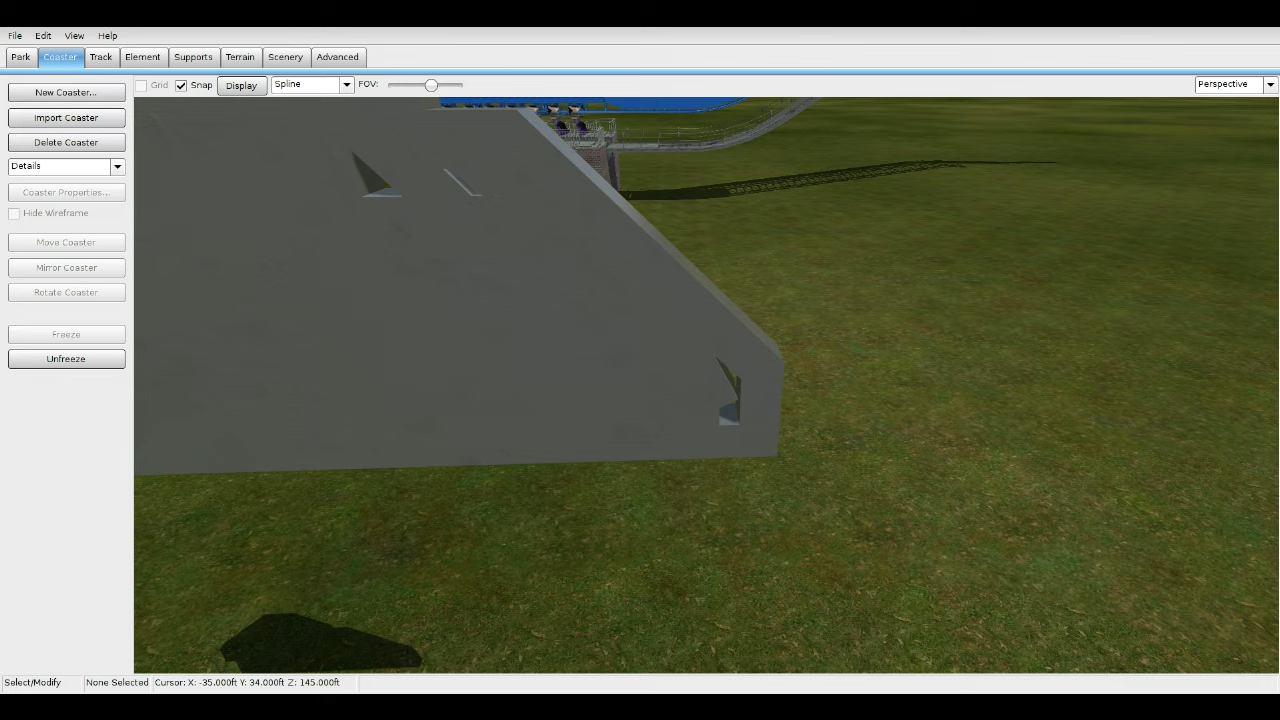 File Edit View Help
Park Coaster Track Element Supports Terrain Scenery Advanced
Grid Snap Display Spline FOV: Perspective
New Coaster...
Import Coaster
Delete Coaster
Details
Coaster Properties...
Hide Wireframe
Move Coaster
Mirror Coaster
Rotate Coaster
Freeze
Unfreeze
Select/Modify None Selected Cursor: X: -35.000ft Y: 34.000ft Z: 145.000ft